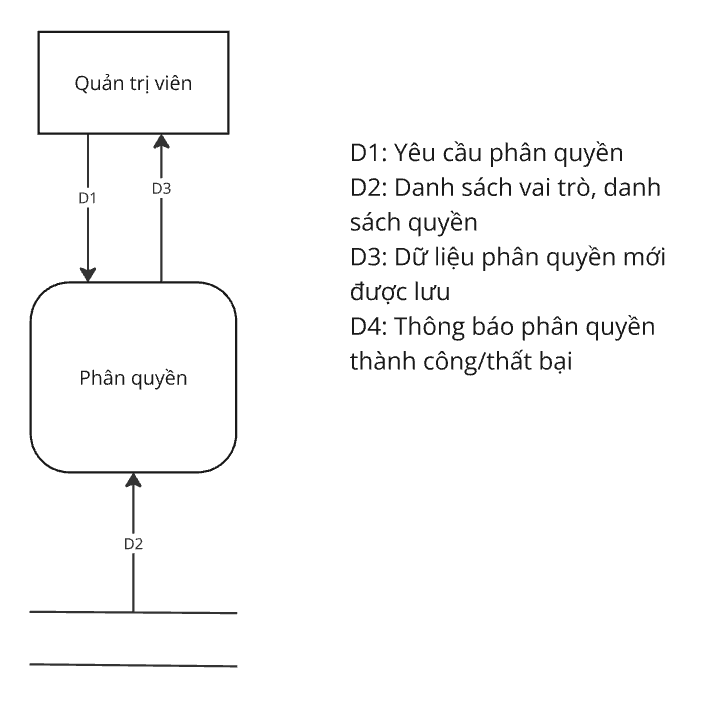 Quản trị viên
D1
D3
Phân quyền
D2
D1: Yêu cầu phân quyền
D2: Danh sách vai trò, danh
sách quyền
D3: Dữ liệu phân quyền mới
được lưu
D4: Thông báo phân quyền
thành công/thất bại